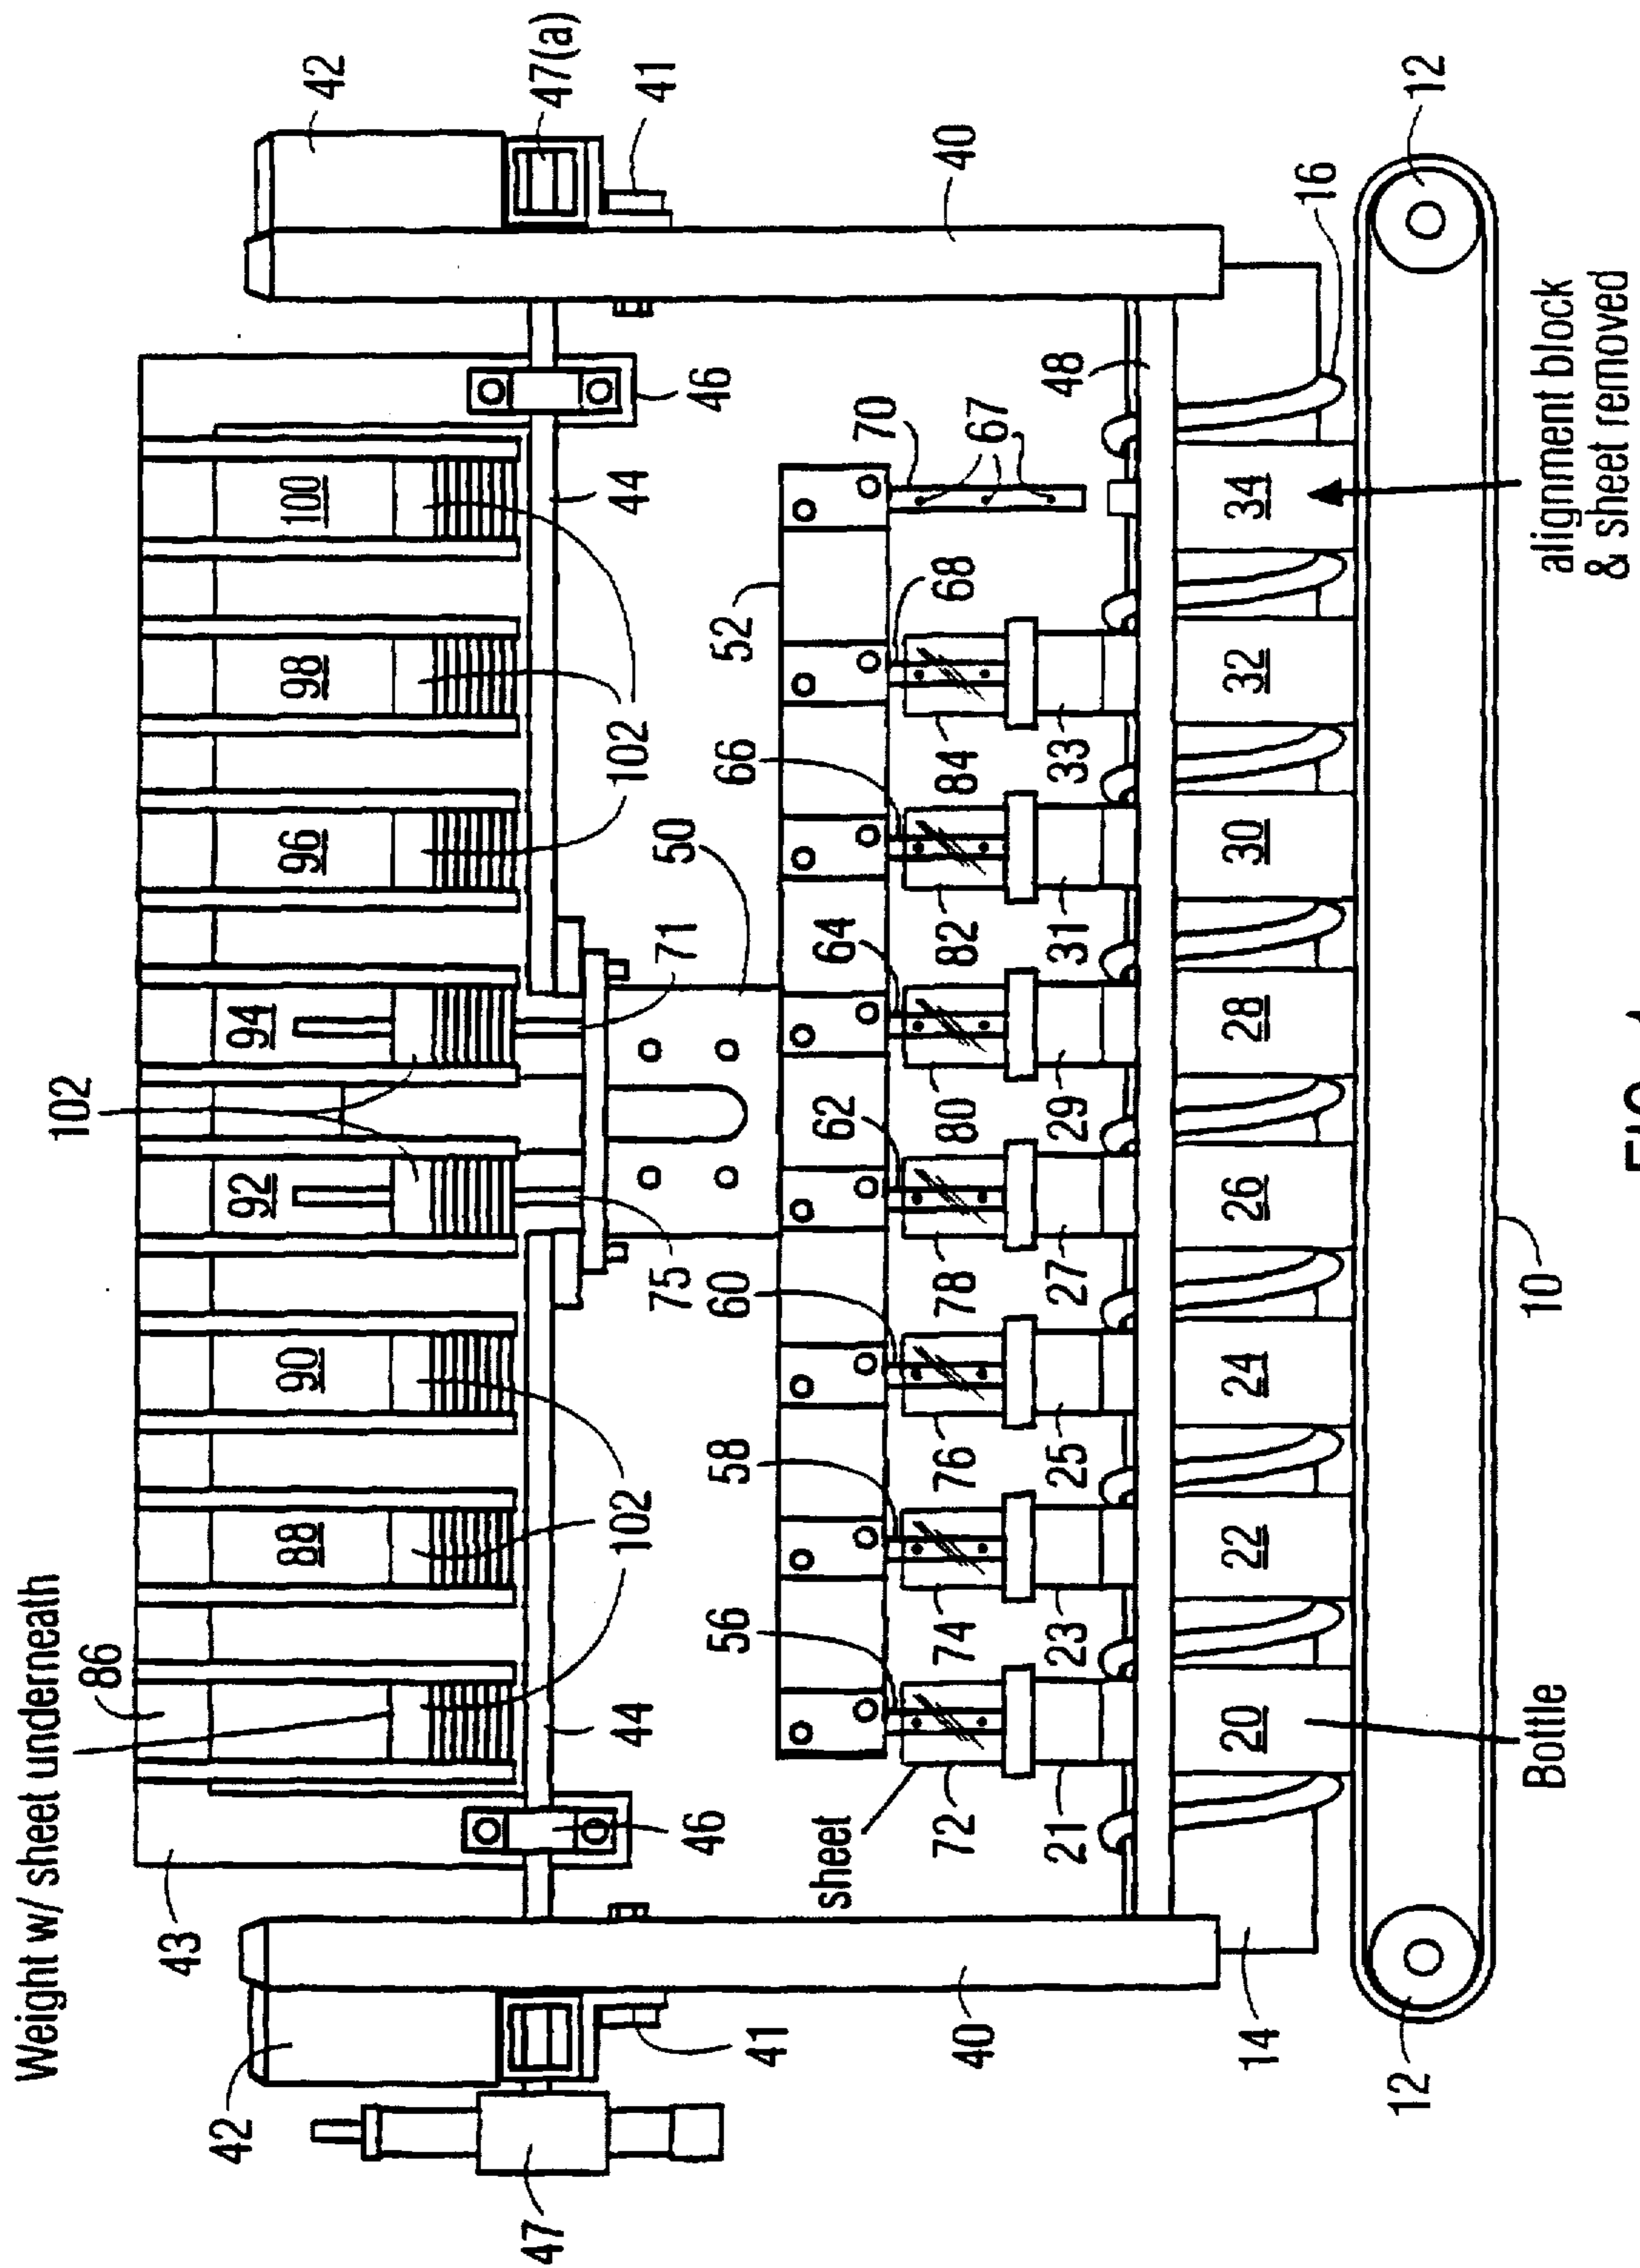 Weight w/ sheet underneath
102
86
43
42
92 94
88 90 96 98 100
42
47 47(a)
44 102 102 44
41
75 71 50
46 46
56 58 60 66 52
41
sheet 62 64
70
40 72 74 76 78 80 82 84 68 40
67
21 23 25 27 29 31 33 48
14 20 22 24 26 28 30 32 34
16
12 12
Bottle 10 alignment block
& sheet removed